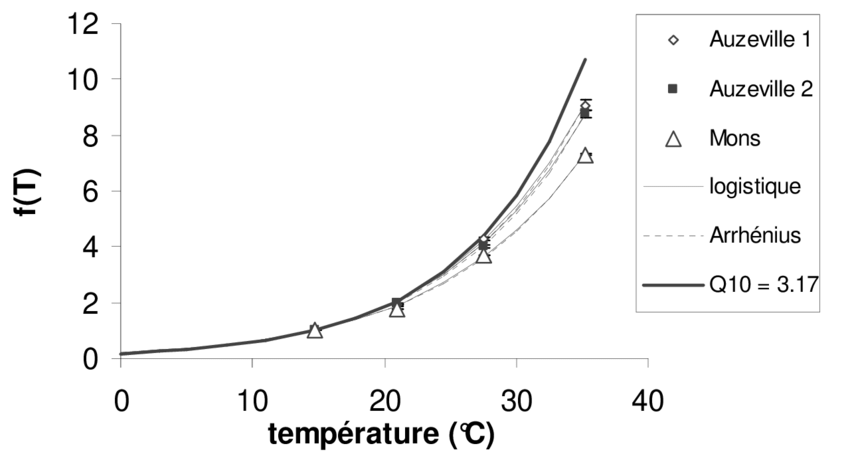 12
10
8
6
4
2
0
f(T)
0 10 20 30 40
température (°C)
Auzeville 1
Auzeville 2
Mons
logistique
Arrhénius
Q10 = 3.17